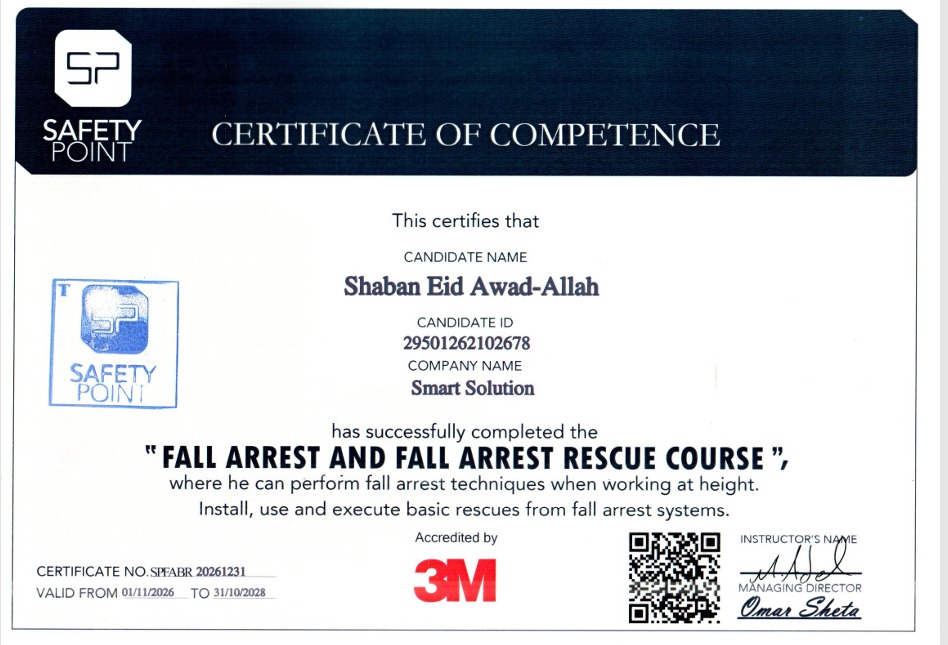 SP
SAFETY
POINT
CERTIFICATE OF COMPETENCE
This certifies that
CANDIDATE NAME
Shaban Eid Awad-Allah
CANDIDATE ID
29501262102678
COMPANY NAME
Smart Solution
T
SP
SAFETY
POINT
has successfully completed the
" FALL ARREST AND FALL ARREST RESCUE COURSE ",
where he can perform fall arrest techniques when working at height.
Install, use and execute basic rescues from fall arrest systems.
Accredited by
3M
CERTIFICATE NO. SPFABR 20261231
VALID FROM 01/11/2026 TO 31/10/2028
INSTRUCTOR'S NAME
MANAGING DIRECTOR
Omar Sheta